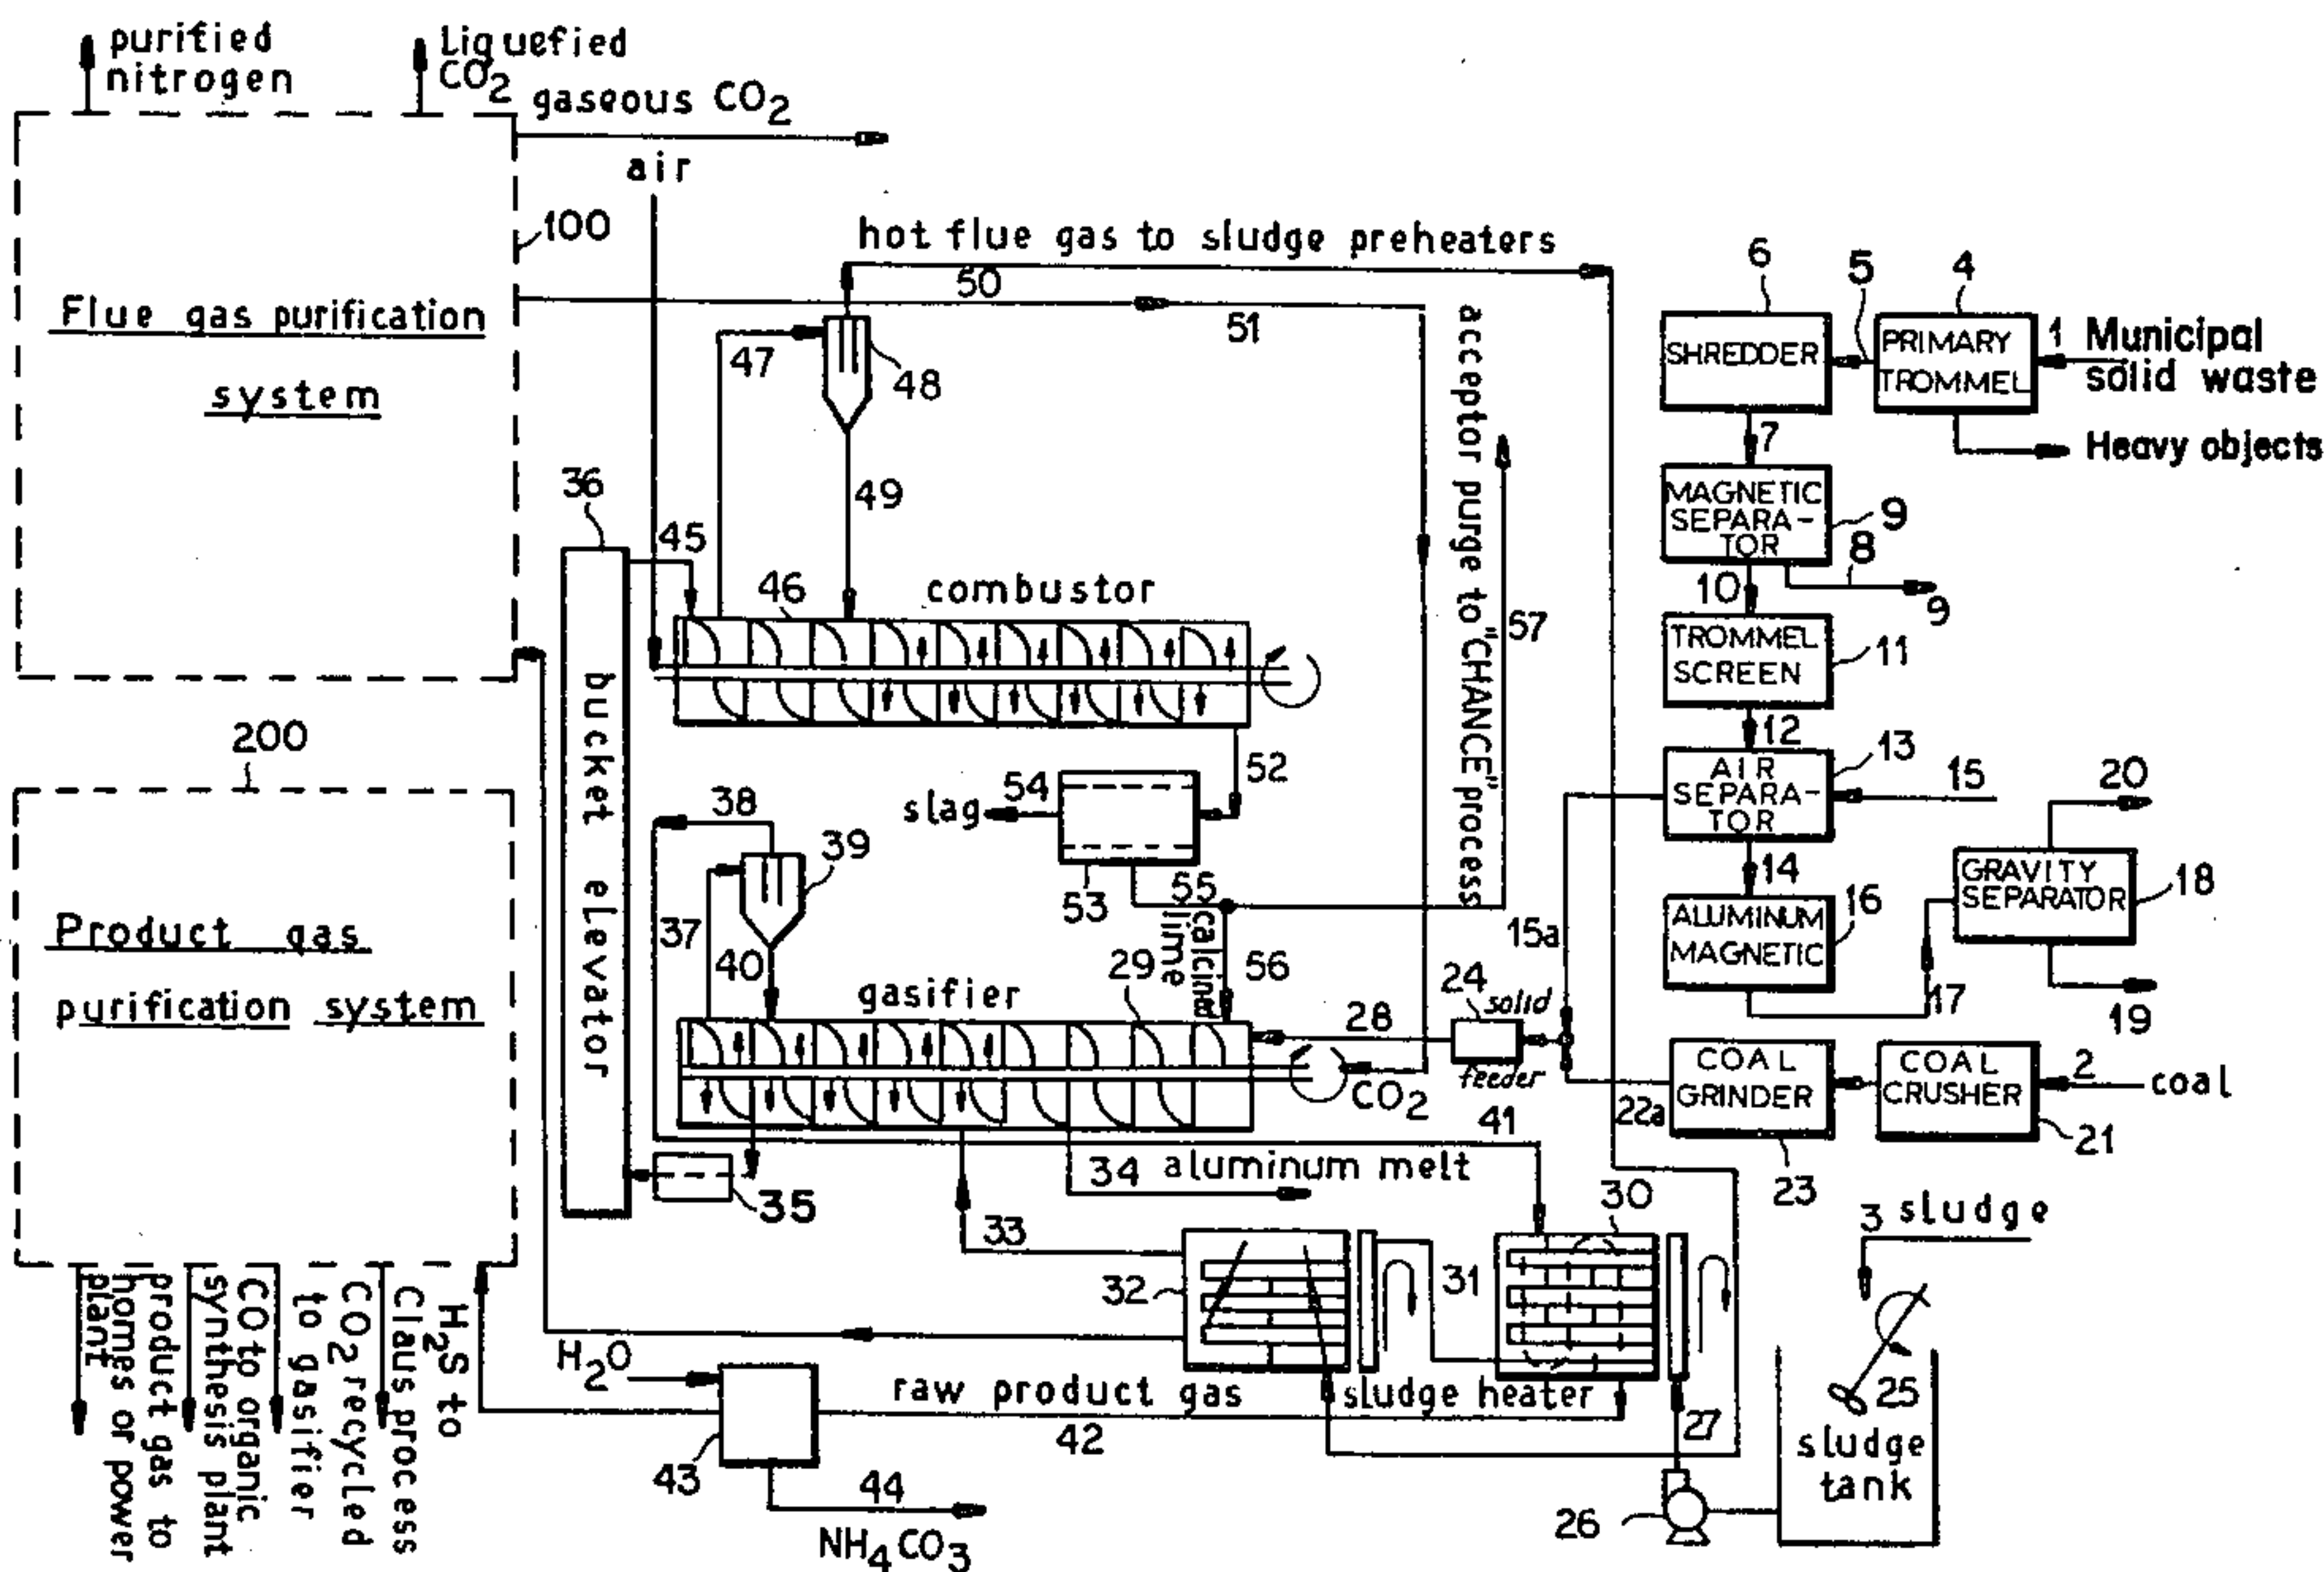 purified
nitrogen
Liquefied
CO2
gaseous CO2
air
100
Flue gas purification
system
hot flue gas to sludge preheaters
50
51
47
48
49
36
45
46
combustor
bucket elevator
acceptor purge to "CHANCE" process
57
6
5
4
SHREDDER
PRIMARY
TROMMEL
1
Municipal
solid waste
7
Heavy objects
MAGNETIC
SEPARA-
TOR
9
8
10
9
TROMMEL
SCREEN
11
12
13
AIR
SEPARA-
TOR
15
20
14
GRAVITY
SEPARATOR
18
ALUMINUM
MAGNETIC
16
15a
17
19
200
Product gas
purification system
38
39
37
40
slag
54
52
53
55
calcined
lime
56
gasifier
29
28
24
solid
feeder
CO2
COAL
GRINDER
COAL
CRUSHER
2
coal
22a
21
23
41
34
aluminum melt
35
33
32
31
30
3
sludge
H2O
raw product gas
sludge heater
42
43
44
NH4CO3
27
26
25
sludge
tank
H2S to
Claus process
CO2 recycled
to gasifier
CO to organic
synthesis plant
product gas to
homes or power
plant